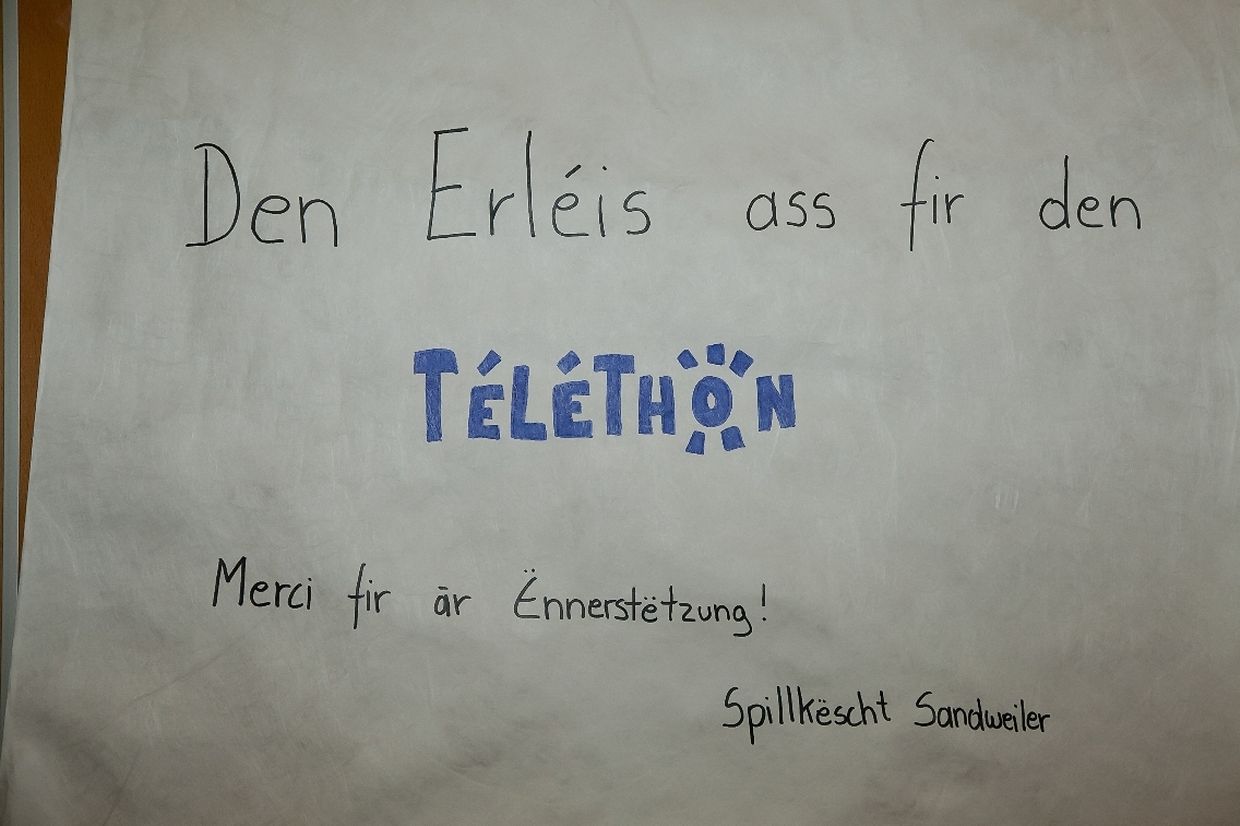 Den Erléis ass fir den
TÉLÉTHON
Merci fir är Ënnerstëtzung!
Spillkëscht Sandweiler